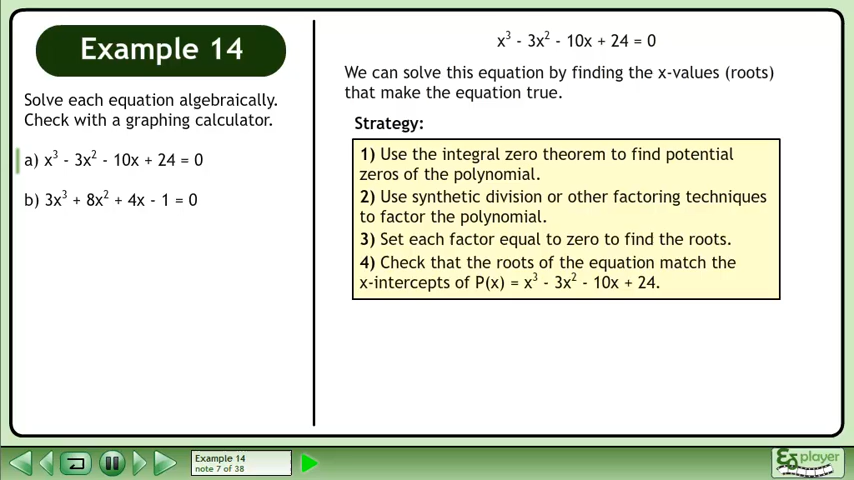 Example 14
Solve each equation algebraically.
Check with a graphing calculator.
a) x³ - 3x² - 10x + 24 = 0
b) 3x³ + 8x² + 4x - 1 = 0
x³ - 3x² - 10x + 24 = 0
We can solve this equation by finding the x-values (roots)
that make the equation true.
Strategy:
1) Use the integral zero theorem to find potential
zeros of the polynomial.
2) Use synthetic division or other factoring techniques
to factor the polynomial.
3) Set each factor equal to zero to find the roots.
4) Check that the roots of the equation match the
x-intercepts of P(x) = x³ - 3x² - 10x + 24.
Example 14
note 7 of 38
player